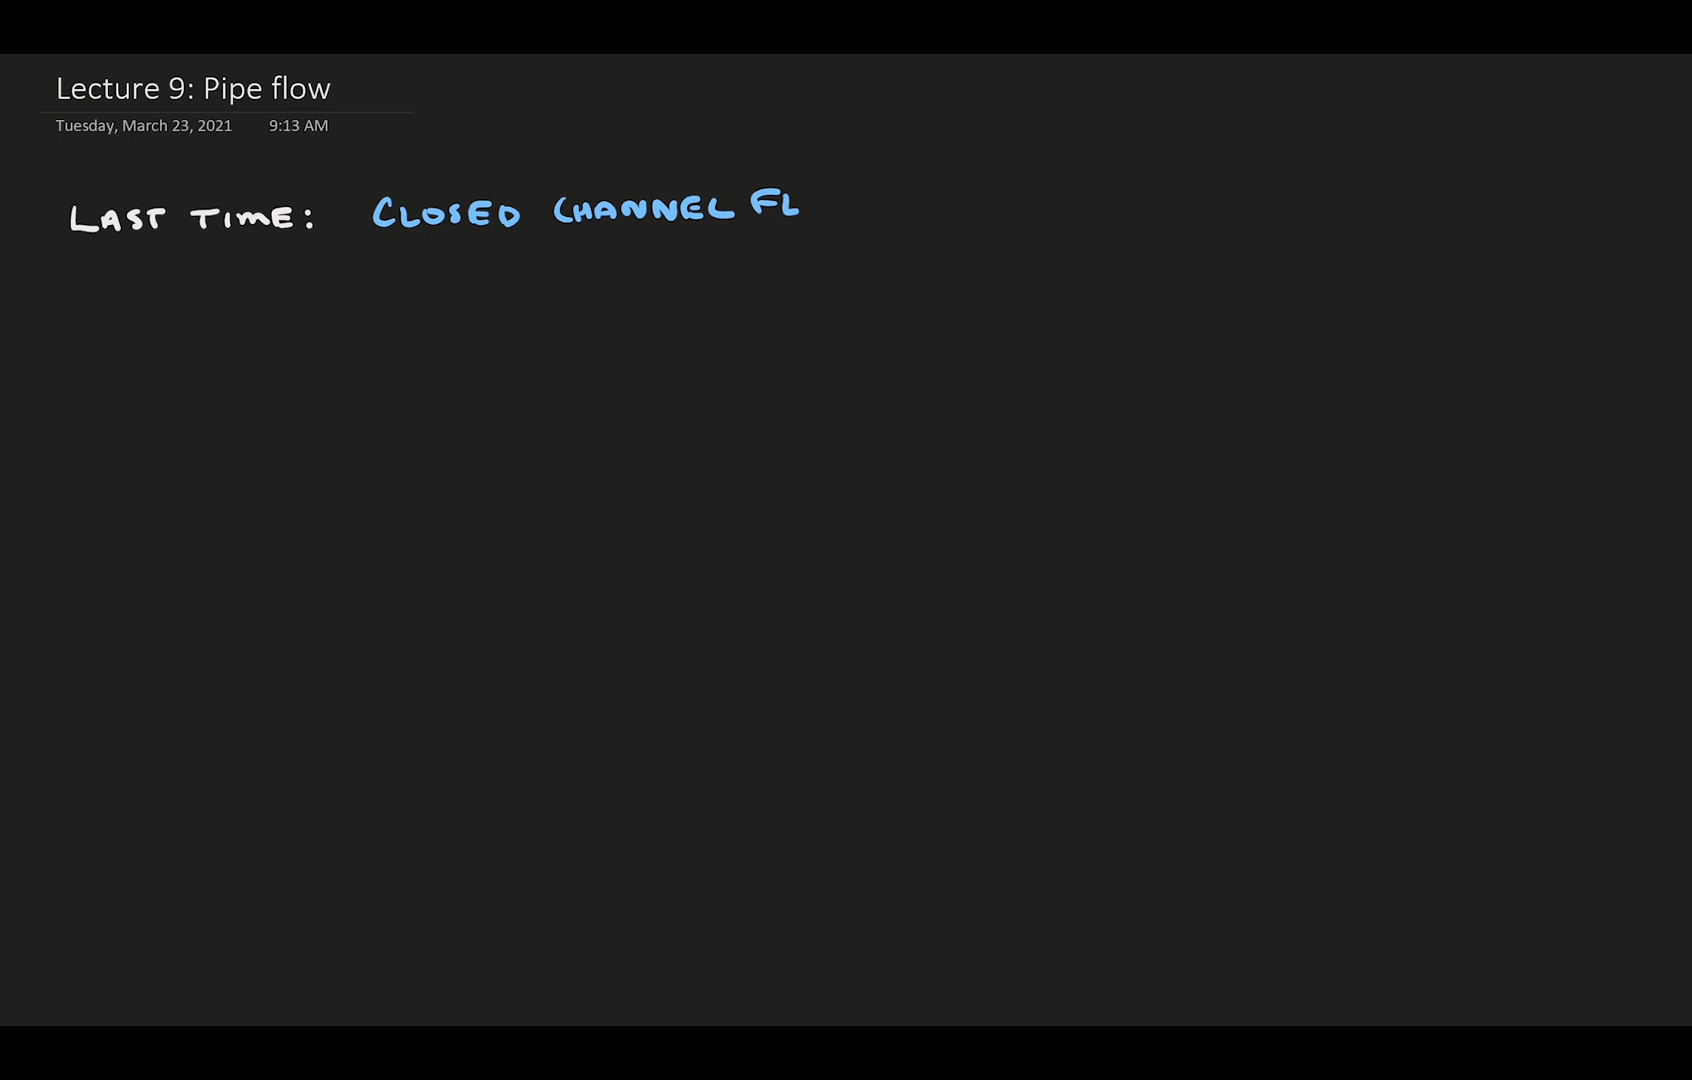 Lecture 9: Pipe flow
Tuesday, March 23, 2021 9:13 AM
LAST TIME: CLOSED CHANNEL FL